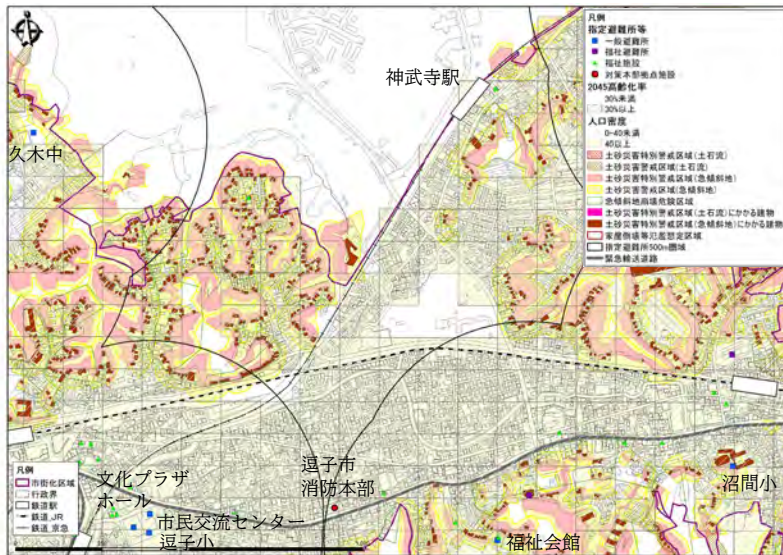 神武寺駅
久木中
文化プラザ
ホール
市民交流センター
逗子小
逗子市
消防本部
福祉会館
沼間小
凡例
指定避難所等
一般避難所
福祉避難所
福祉施設
対策本部拠点施設
2045高齢化率
30%未満
30%以上
人口密度
0-40未満
40以上
土砂災害特別警戒区域(土石流)
土砂災害警戒区域(土石流)
土砂災害特別警戒区域(急傾斜地)
土砂災害警戒区域(急傾斜地)
急傾斜地崩壊危険区域
土砂災害特別警戒区域(土石流)にかかる建物
土砂災害特別警戒区域(急傾斜地)にかかる建物
家屋倒壊等氾濫想定区域
指定避難所500m圏域
緊急輸送道路
凡例
市街化区域
行政界
鉄道駅
鉄道_JR
鉄道_京急